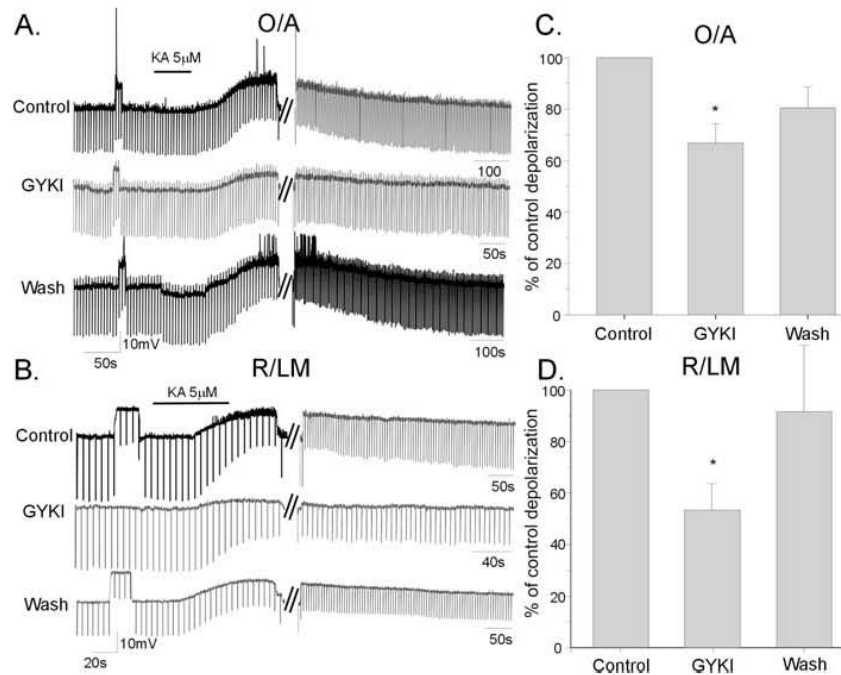 A.
O/A
KA 5µM
Control
100
GYKI
50s
Wash
10mV
50s
100s
B.
R/LM
KA 5µM
Control
50s
GYKI
40s
Wash
10mV
20s
50s
C.
O/A
% of control depolarization
100
80
60
40
20
0
*
Control
GYKI
Wash
D.
R/LM
% of control depolarization
100
80
60
40
20
0
*
Control
GYKI
Wash